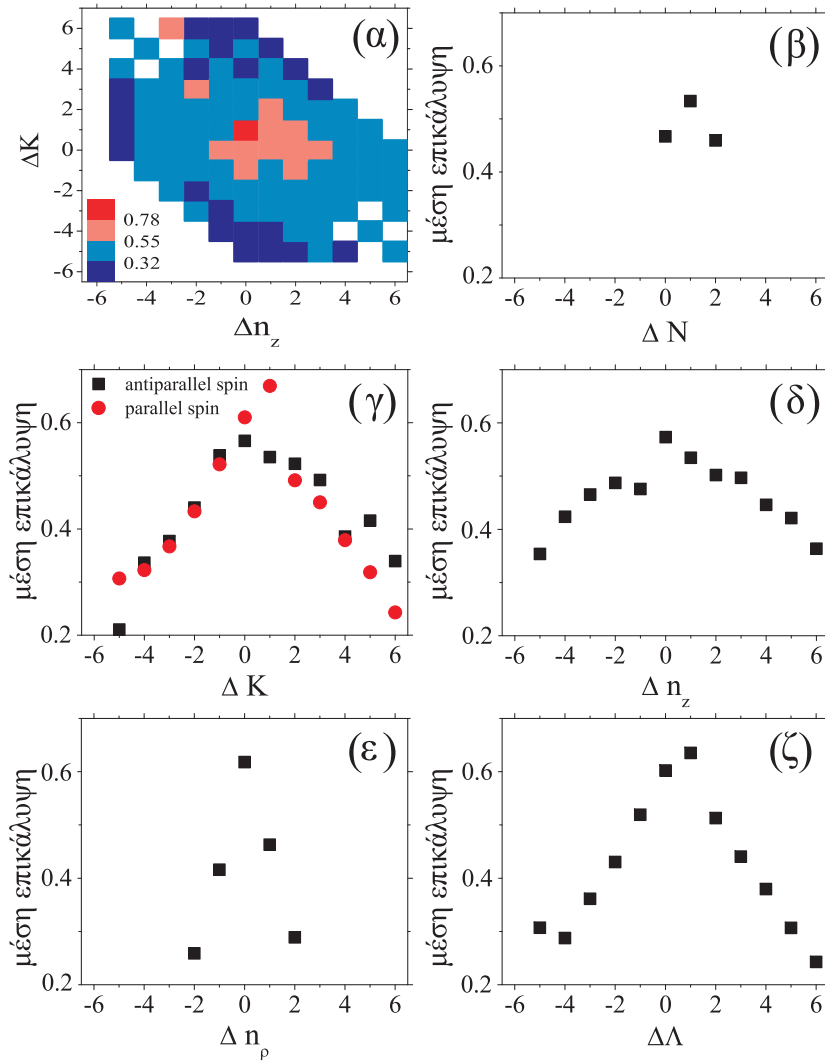 (α)
ΔK
6
4
2
0
-2
-4
-6
0.78
0.55
0.32
-6 -4 -2 0 2 4 6
Δn_z
(β)
μέση επικάλυψη
0.6
0.4
0.2
-6 -4 -2 0 2 4 6
Δ N
(γ)
antiparallel spin
parallel spin
μέση επικάλυψη
0.6
0.4
0.2
-6 -4 -2 0 2 4 6
Δ K
(δ)
μέση επικάλυψη
0.6
0.4
0.2
-6 -4 -2 0 2 4 6
Δ n_z
(ε)
μέση επικάλυψη
0.6
0.4
0.2
-6 -4 -2 0 2 4 6
Δ n_ρ
(ζ)
μέση επικάλυψη
0.6
0.4
0.2
-6 -4 -2 0 2 4 6
ΔΛ